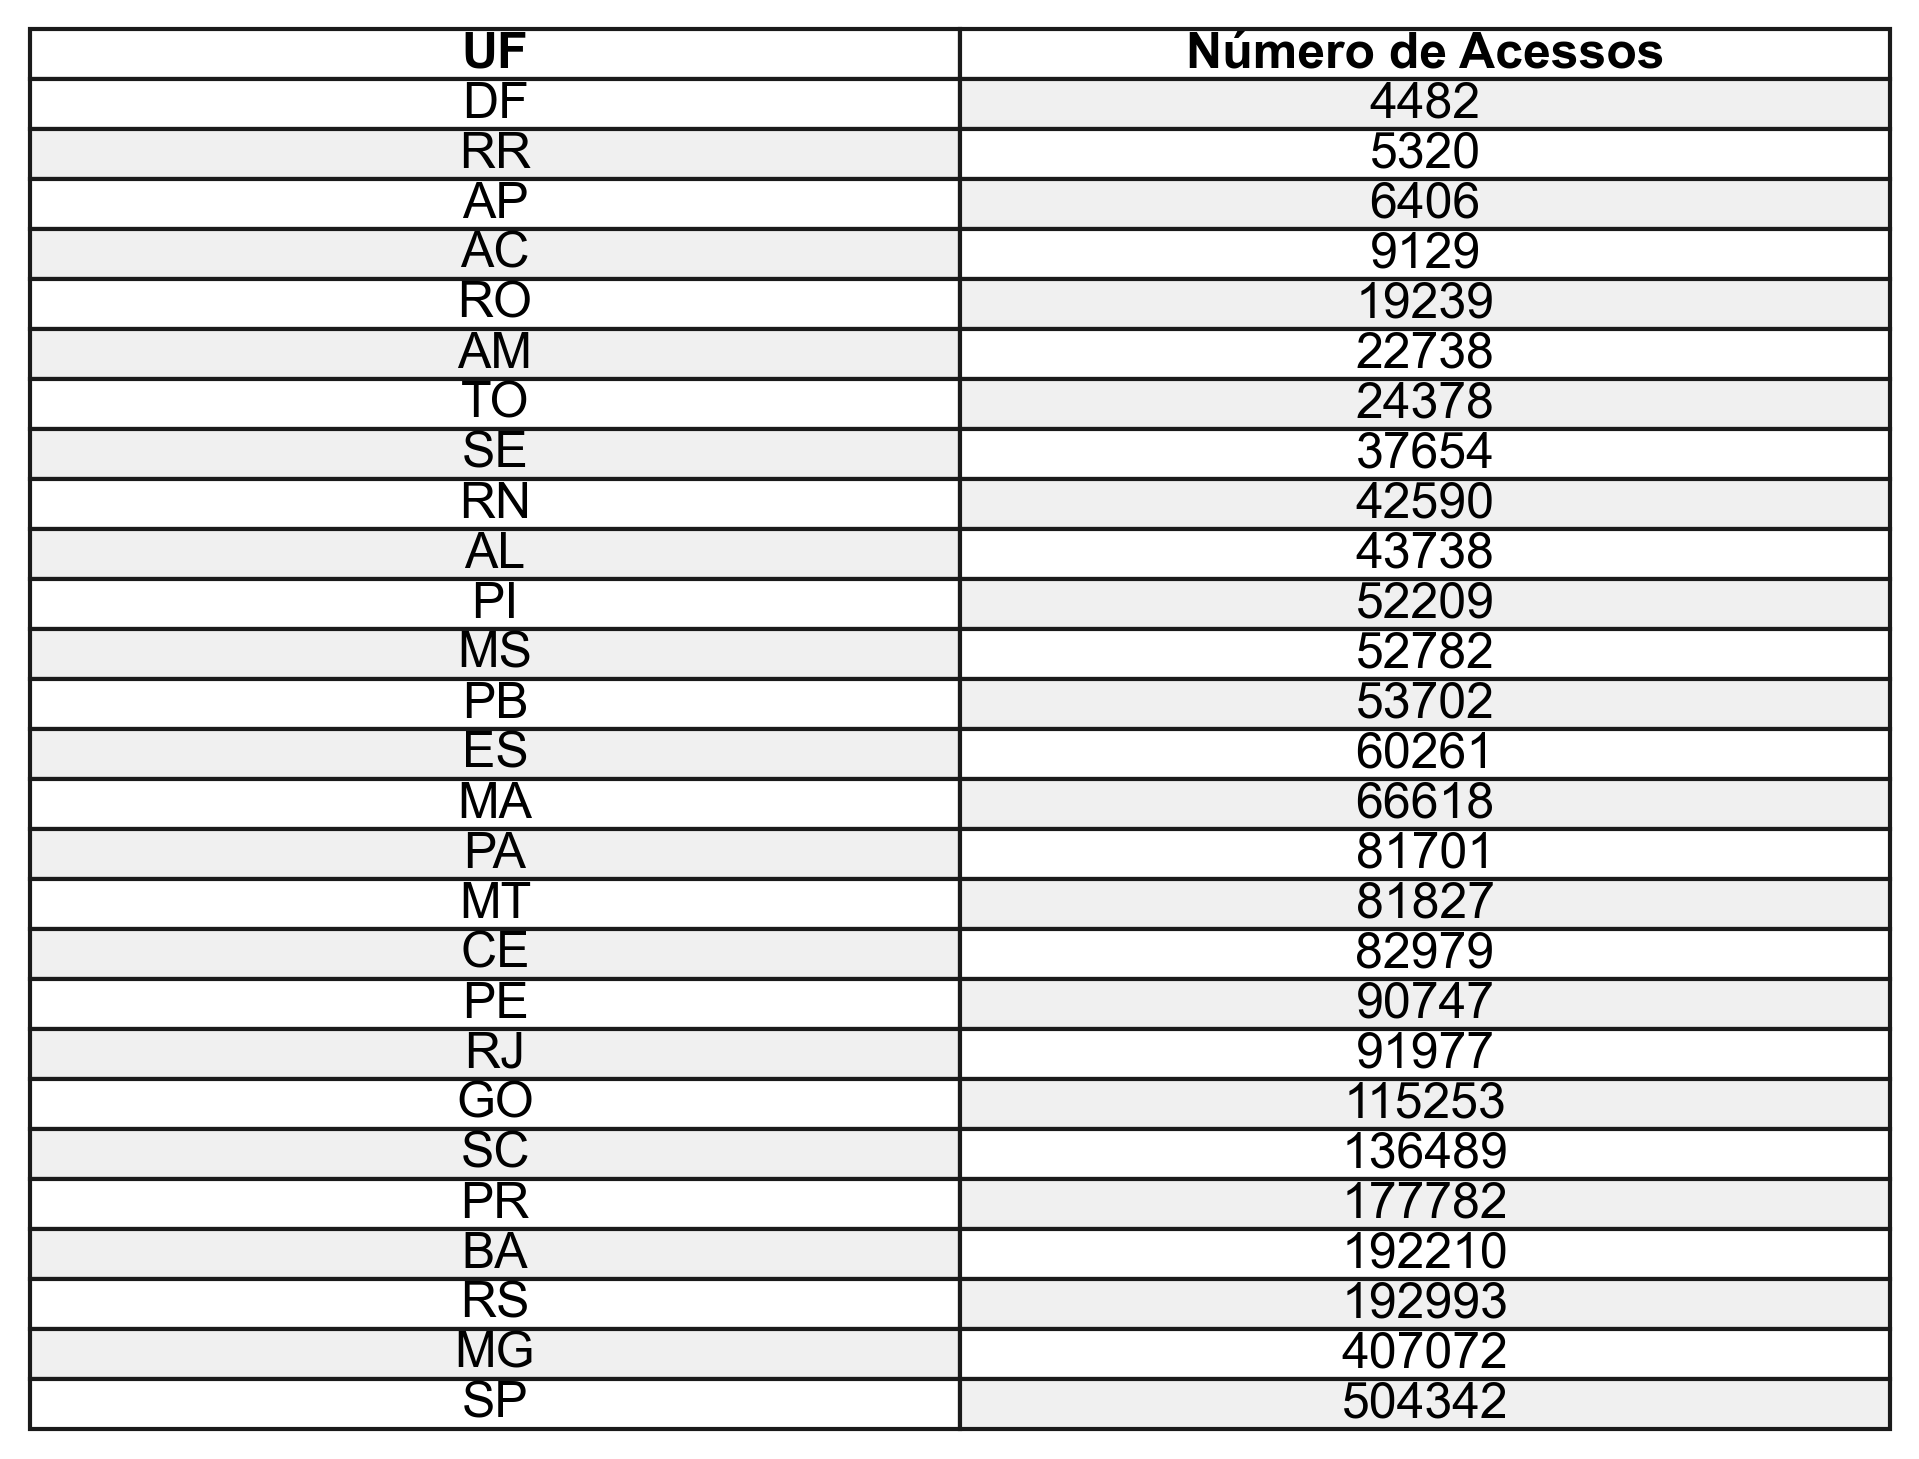 UF Número de Acessos
DF 4482
RR 5320
AP 6406
AC 9129
RO 19239
AM 22738
TO 24378
SE 37654
RN 42590
AL 43738
PI 52209
MS 52782
PB 53702
ES 60261
MA 66618
PA 81701
MT 81827
CE 82979
PE 90747
RJ 91977
GO 115253
SC 136489
PR 177782
BA 192210
RS 192993
MG 407072
SP 504342